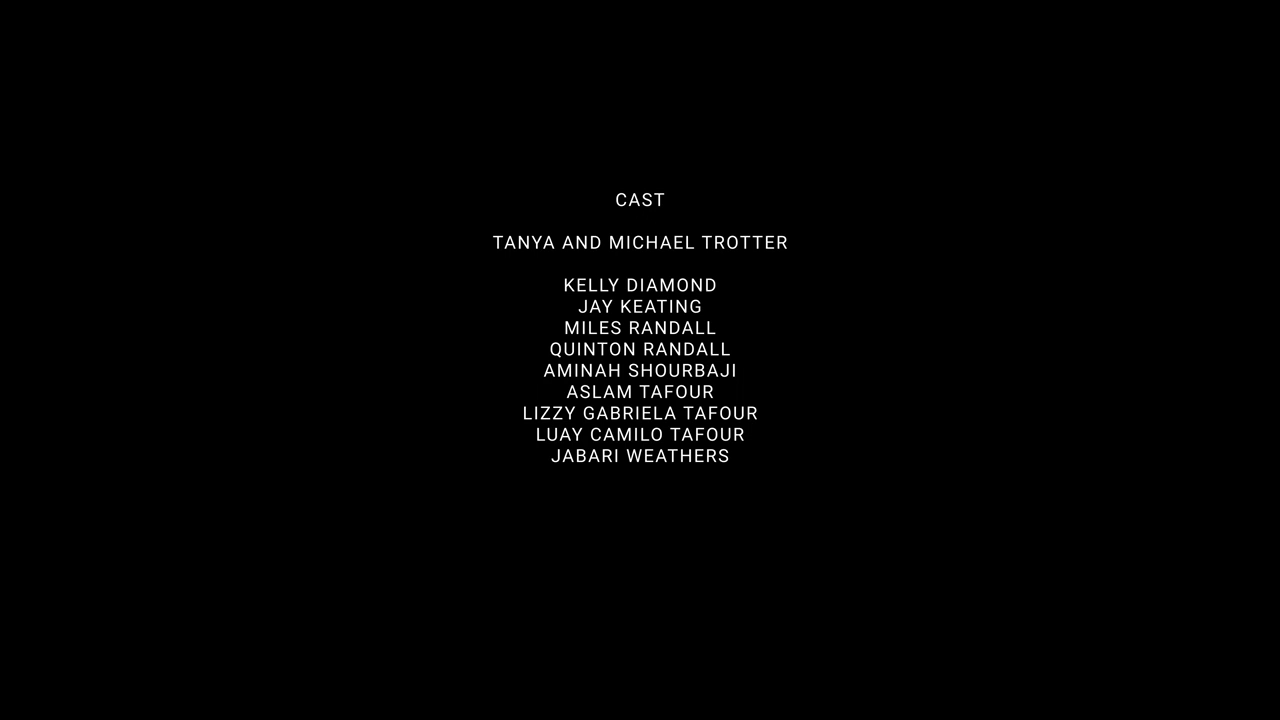 CAST
TANYA AND MICHAEL TROTTER
KELLY DIAMOND
JAY KEATING
MILES RANDALL
QUINTON RANDALL
AMINAH SHOURBAJI
ASLAM TAFOUR
LIZZY GABRIELA TAFOUR
LUAY CAMILO TAFOUR
JABARI WEATHERS